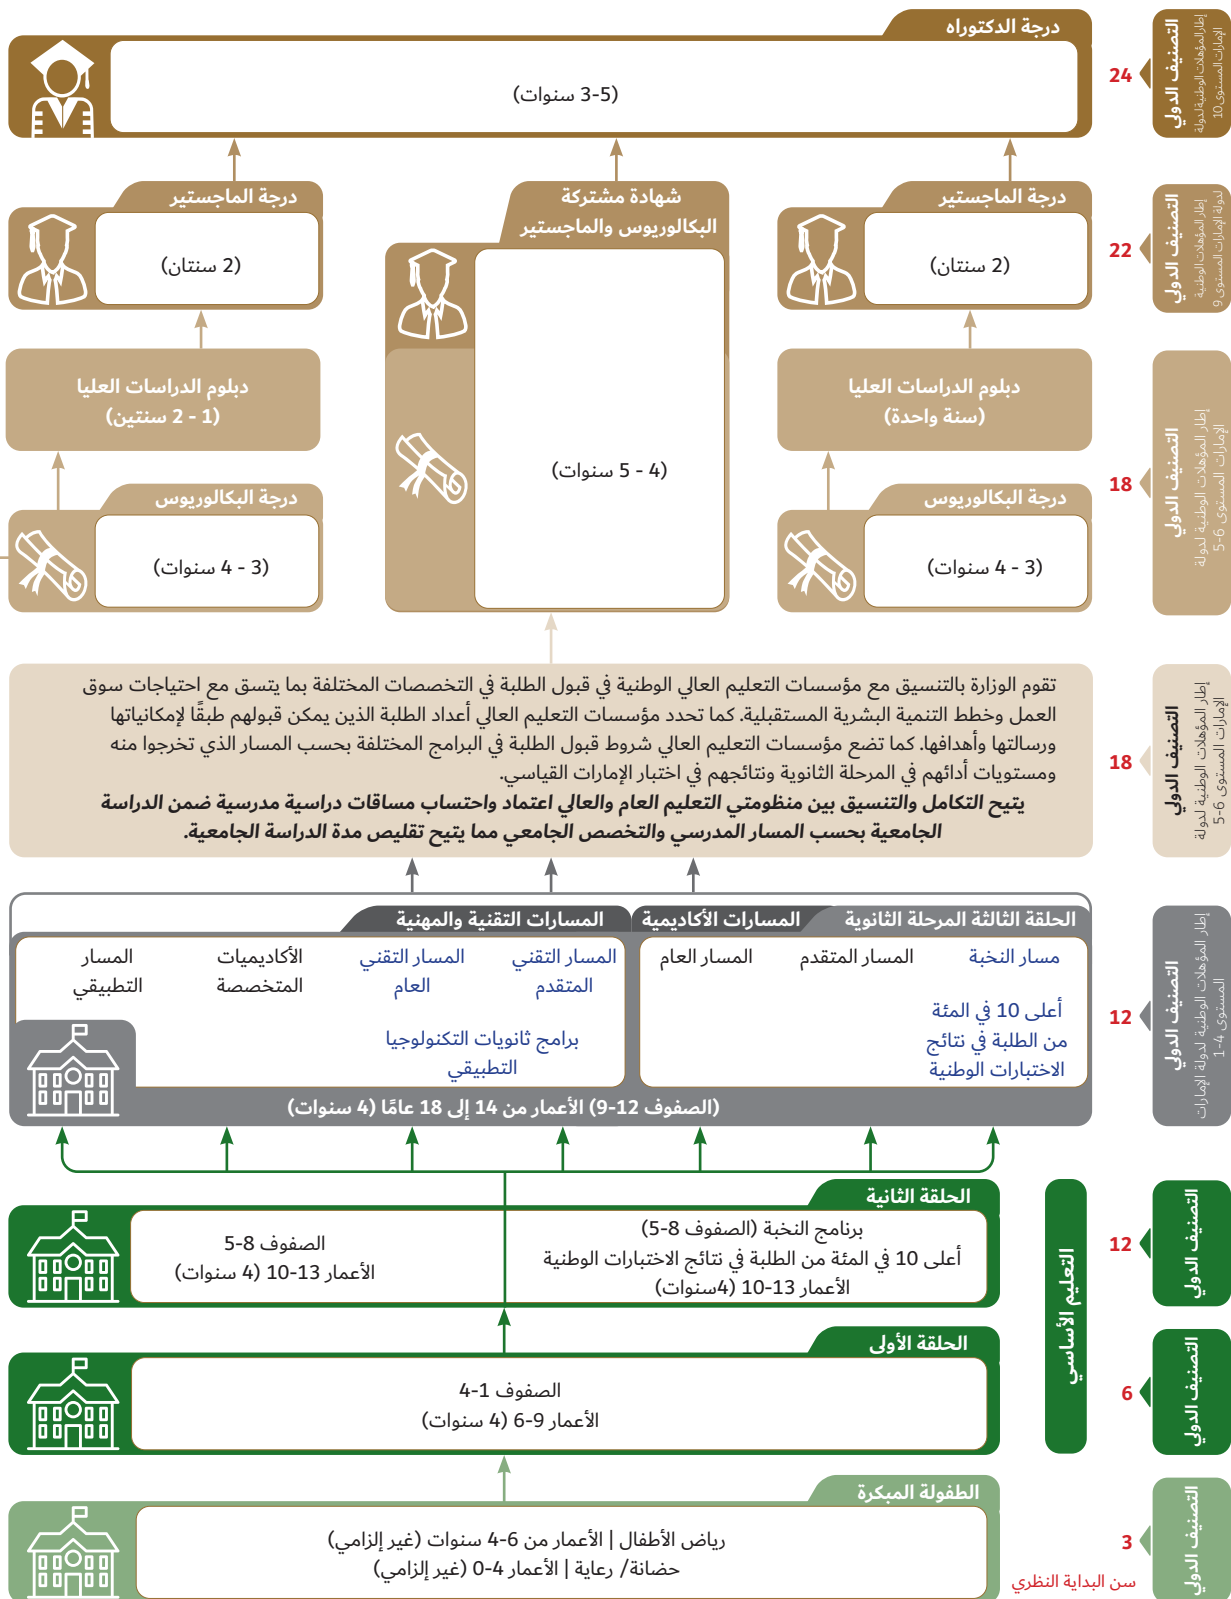 درجة الدكتوراه
(3-5 سنوات)
24
التصنيف الدولي
إطار المؤهلات الوطنية لدولة
الإمارات المستوى 10
درجة الماجستير
(2 سنتان)
شهادة مشتركة
البكالوريوس والماجستير
(4 - 5 سنوات)
درجة الماجستير
(2 سنتان)
22
التصنيف الدولي
إطار المؤهلات الوطنية
لدولة الإمارات المستوى 9
دبلوم الدراسات العليا
(سنة واحدة)
دبلوم الدراسات العليا
(1 - 2 سنتين)
درجة البكالوريوس
(3 - 4 سنوات)
درجة البكالوريوس
(3 - 4 سنوات)
18
التصنيف الدولي
إطار المؤهلات الوطنية لدولة
الإمارات المستوى 6-5
تقوم الوزارة بالتنسيق مع مؤسسات التعليم العالي الوطنية في قبول الطلبة في التخصصات المختلفة بما يتسق مع احتياجات سوق
العمل وخطط التنمية البشرية المستقبلية. كما تحدد مؤسسات التعليم العالي أعداد الطلبة الذين يمكن قبولهم طبقًا لإمكانياتها
ورسالتها وأهدافها. كما تضع مؤسسات التعليم العالي شروط قبول الطلبة في البرامج المختلفة بحسب المسار الذي تخرجوا منه
ومستويات أدائهم في المرحلة الثانوية ونتائجهم في اختبار الإمارات القياسي.
يتيح التكامل والتنسيق بين منظومتي التعليم العام والعالي اعتماد واحتساب مساقات دراسية مدرسية ضمن الدراسة
الجامعية بحسب المسار المدرسي والتخصص الجامعي مما يتيح تقليص مدة الدراسة الجامعية.
18
التصنيف الدولي
إطار المؤهلات الوطنية لدولة
الإمارات المستوى 6-5
الحلقة الثالثة المرحلة الثانوية
المسارات الأكاديمية
المسارات التقنية والمهنية
مسار النخبة
أعلى 10 في المئة
من الطلبة في نتائج
الاختبارات الوطنية
المسار المتقدم
المسار العام
المسار التقني
المتقدم
المسار التقني
العام
برامج ثانويات التكنولوجيا
التطبيقي
الأكاديميات
المتخصصة
المسار
التطبيقي
(الصفوف 12-9) الأعمار من 14 إلى 18 عامًا (4 سنوات)
12
التصنيف الدولي
إطار المؤهلات الوطنية لدولة الإمارات
المستوى 4-1
الحلقة الثانية
برنامج النخبة (الصفوف 8-5)
أعلى 10 في المئة من الطلبة في نتائج الاختبارات الوطنية
الأعمار 13-10 (4سنوات)
الصفوف 8-5
الأعمار 13-10 (4 سنوات)
12
التصنيف الدولي
التعليم الأساسي
الحلقة الأولى
الصفوف 1-4
الأعمار 9-6 (4 سنوات)
6
التصنيف الدولي
الطفولة المبكرة
رياض الأطفال | الأعمار من 6-4 سنوات (غير إلزامي)
حضانة/ رعاية | الأعمار 4-0 (غير إلزامي)
3
سن البداية النظري
التصنيف الدولي